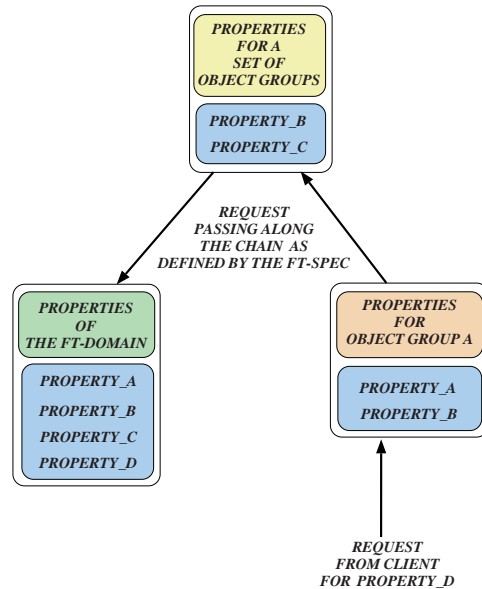 PROPERTIES
FOR A
SET OF
OBJECT GROUPS
PROPERTY_B
PROPERTY_C
REQUEST
PASSING ALONG
THE CHAIN AS
DEFINED BY THE FT-SPEC
PROPERTIES
OF
THE FT-DOMAIN
PROPERTY_A
PROPERTY_B
PROPERTY_C
PROPERTY_D
PROPERTIES
FOR
OBJECT GROUP A
PROPERTY_A
PROPERTY_B
REQUEST
FROM CLIENT
FOR PROPERTY_D